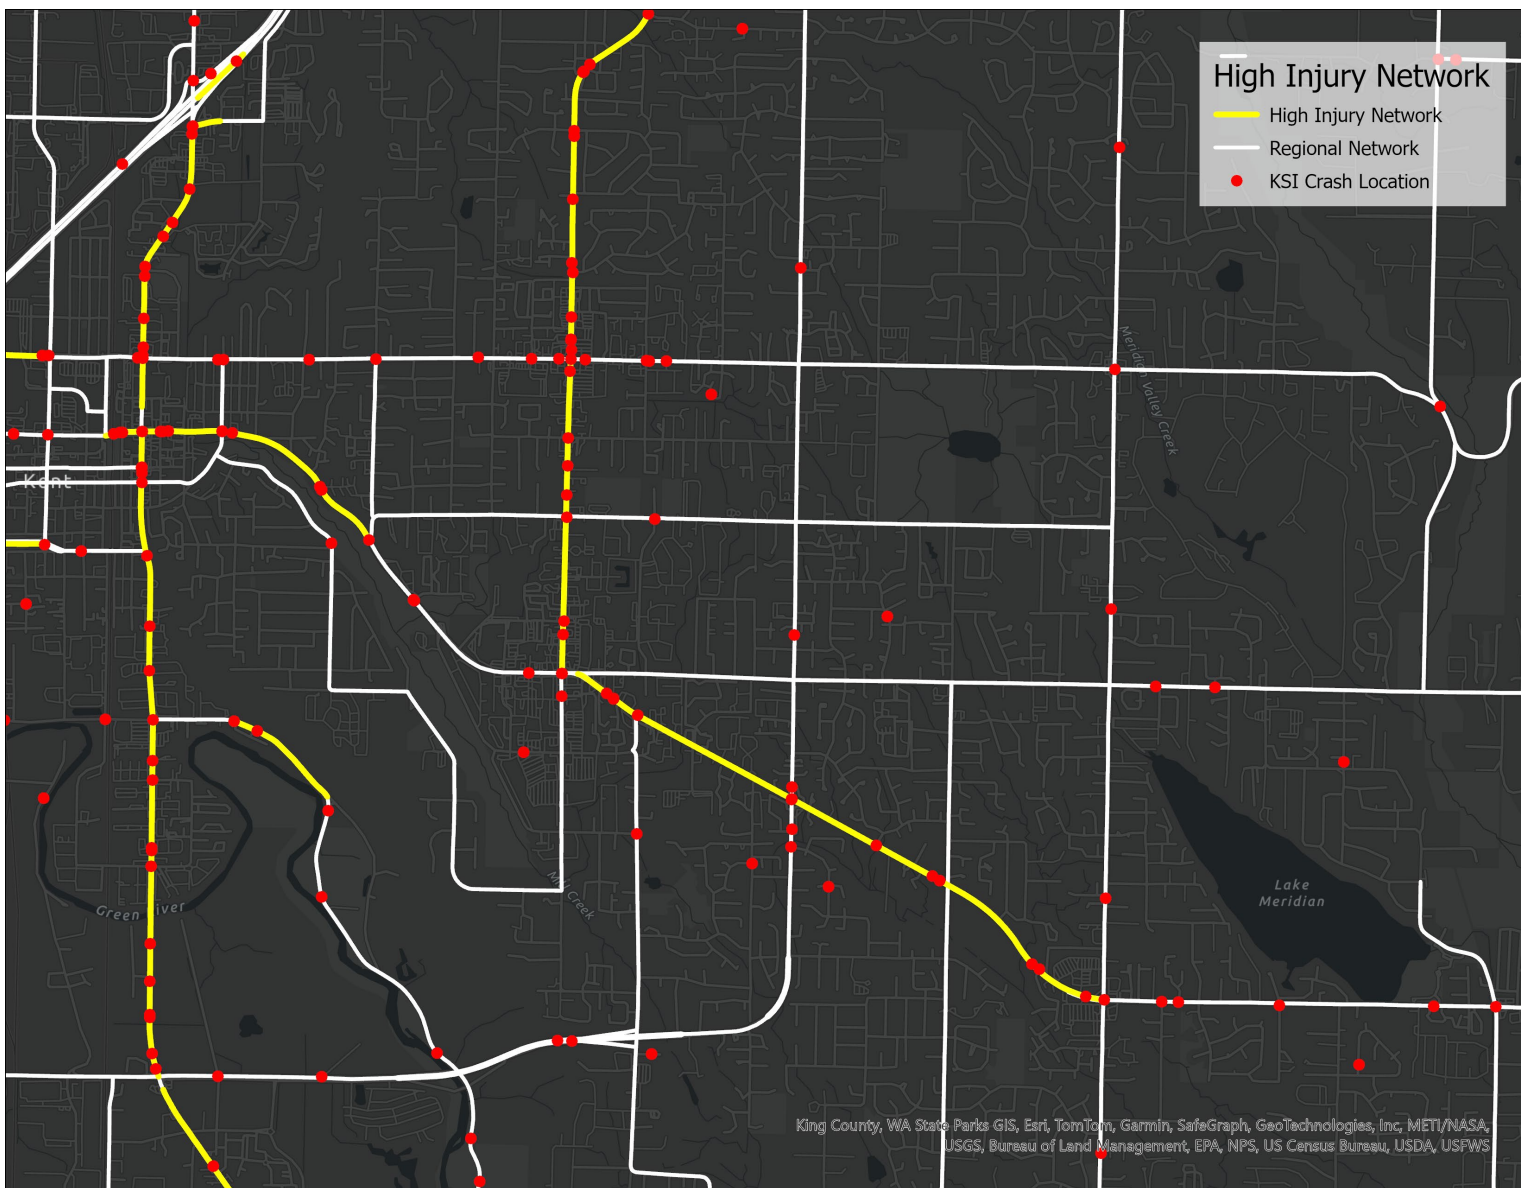 High Injury Network
High Injury Network
Regional Network
KSI Crash Location
Meridian Valley Creek
Kent
Lake
Meridian
Mill Creek
Green River
King County, WA State Parks GIS, Esri, TomTom, Garmin, SafeGraph, GeoTechnologies, Inc, METI/NASA,
USGS, Bureau of Land Management, EPA, NPS, US Census Bureau, USDA, USFWS